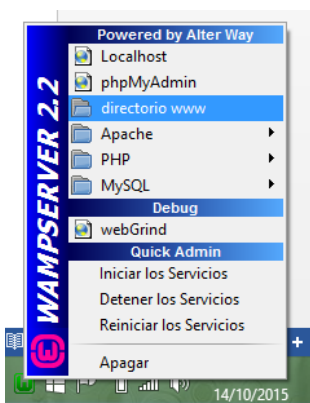 Powered by Alter Way
Localhost
phpMyAdmin
directorio www
Apache
PHP
MySQL
Debug
webGrind
Quick Admin
Iniciar los Servicios
Detener los Servicios
Reiniciar los Servicios
Apagar
WAMPSERVER 2.2
14/10/2015